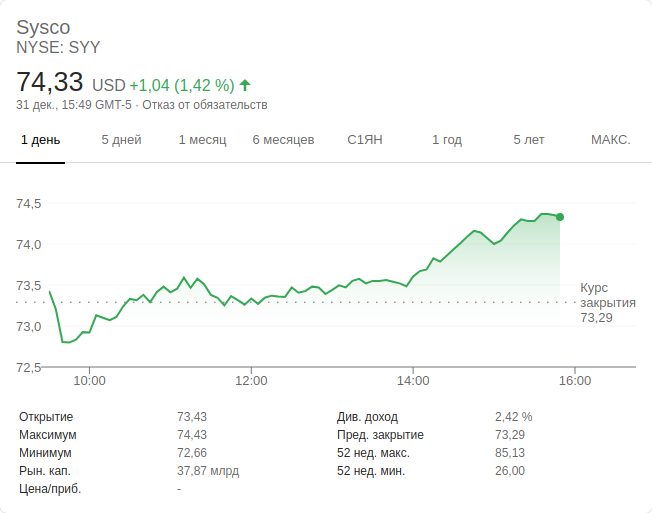 Sysco
NYSE: SYY
74,33 USD +1,04 (1,42 %)
31 дек., 15:49 GMT-5 · Отказ от обязательств
1 день 5 дней 1 месяц 6 месяцев С1ЯН 1 год 5 лет МАКС.
74,5
74,0
73,5
73,0
72,5
Курс
закрытия
73,29
10:00 12:00 14:00 16:00
Открытие 73,43 Див. доход 2,42 %
Максимум 74,43 Пред. закрытие 73,29
Минимум 72,66 52 нед. макс. 85,13
Рын. кап. 37,87 млрд 52 нед. мин. 26,00
Цена/приб. -